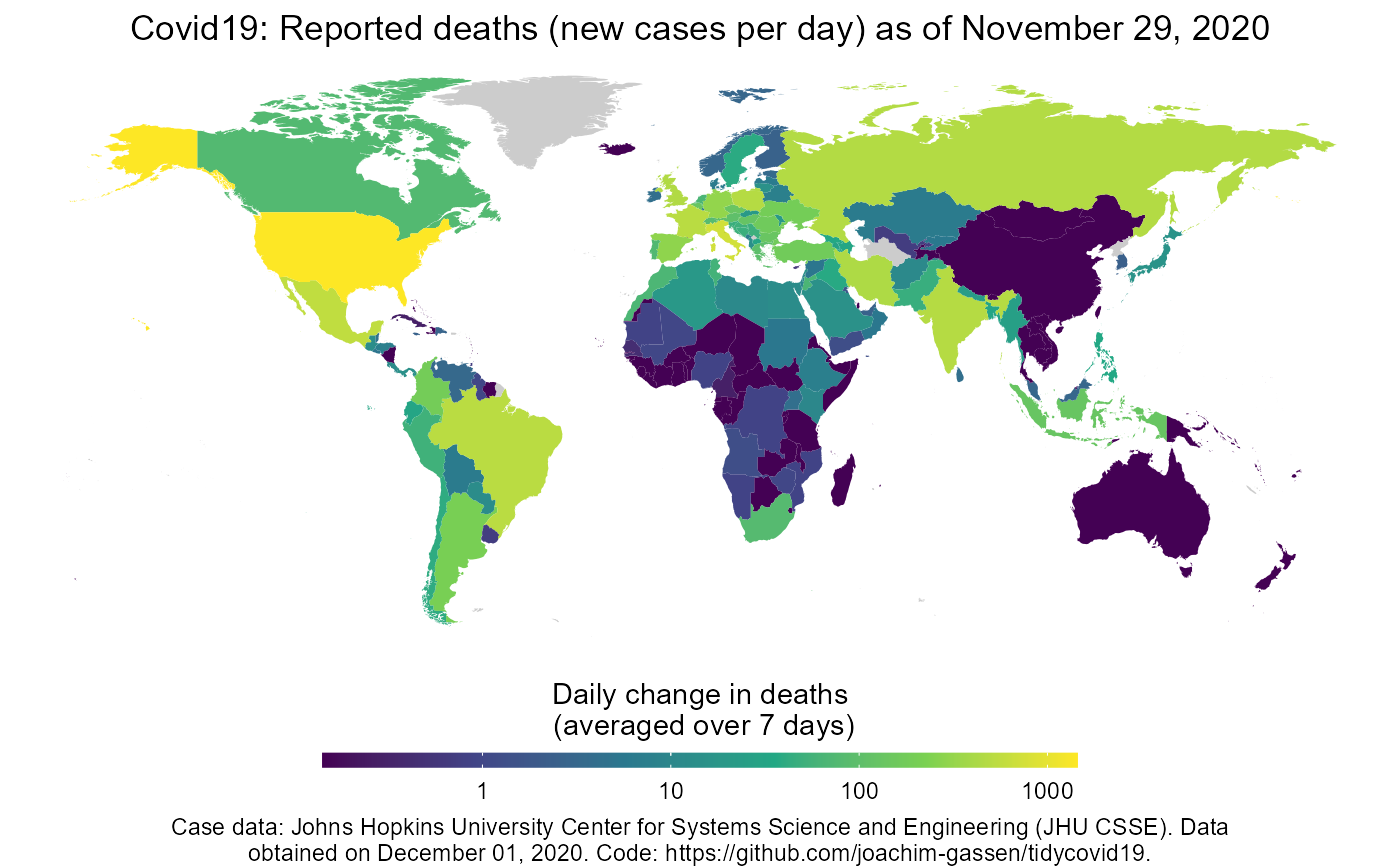 Covid19: Reported deaths (new cases per day) as of November 29, 2020
Daily change in deaths
(averaged over 7 days)
1 10 100 1000
Case data: Johns Hopkins University Center for Systems Science and Engineering (JHU CSSE). Data
obtained on December 01, 2020. Code: https://github.com/joachim-gassen/tidycovid19.